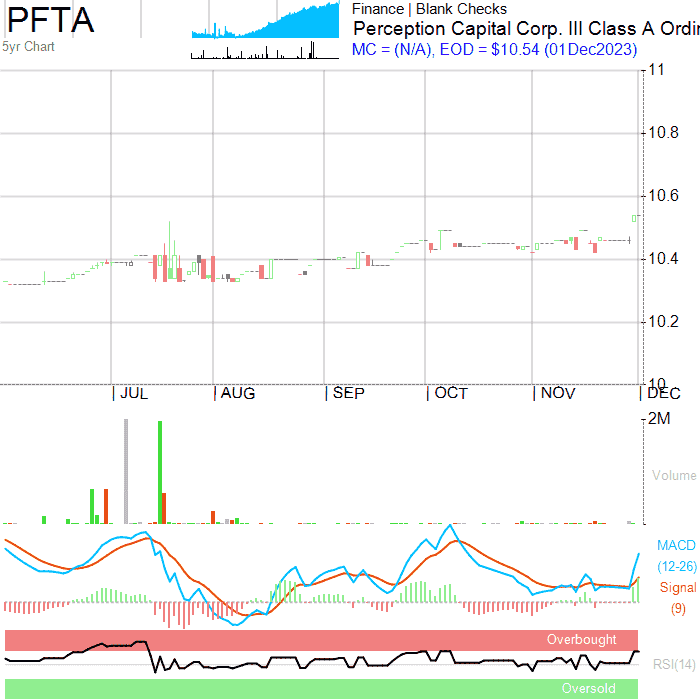 PFTA
5yr Chart
Finance | Blank Checks
Perception Capital Corp. III Class A Ordi
MC = (N/A), EOD = $10.54 (01Dec2023)
11
10.8
10.6
10.4
10.2
10
JUL AUG SEP OCT NOV DEC
2M
Volume
MACD
(12-26)
Signal
(9)
Overbought
RSI(14)
Oversold